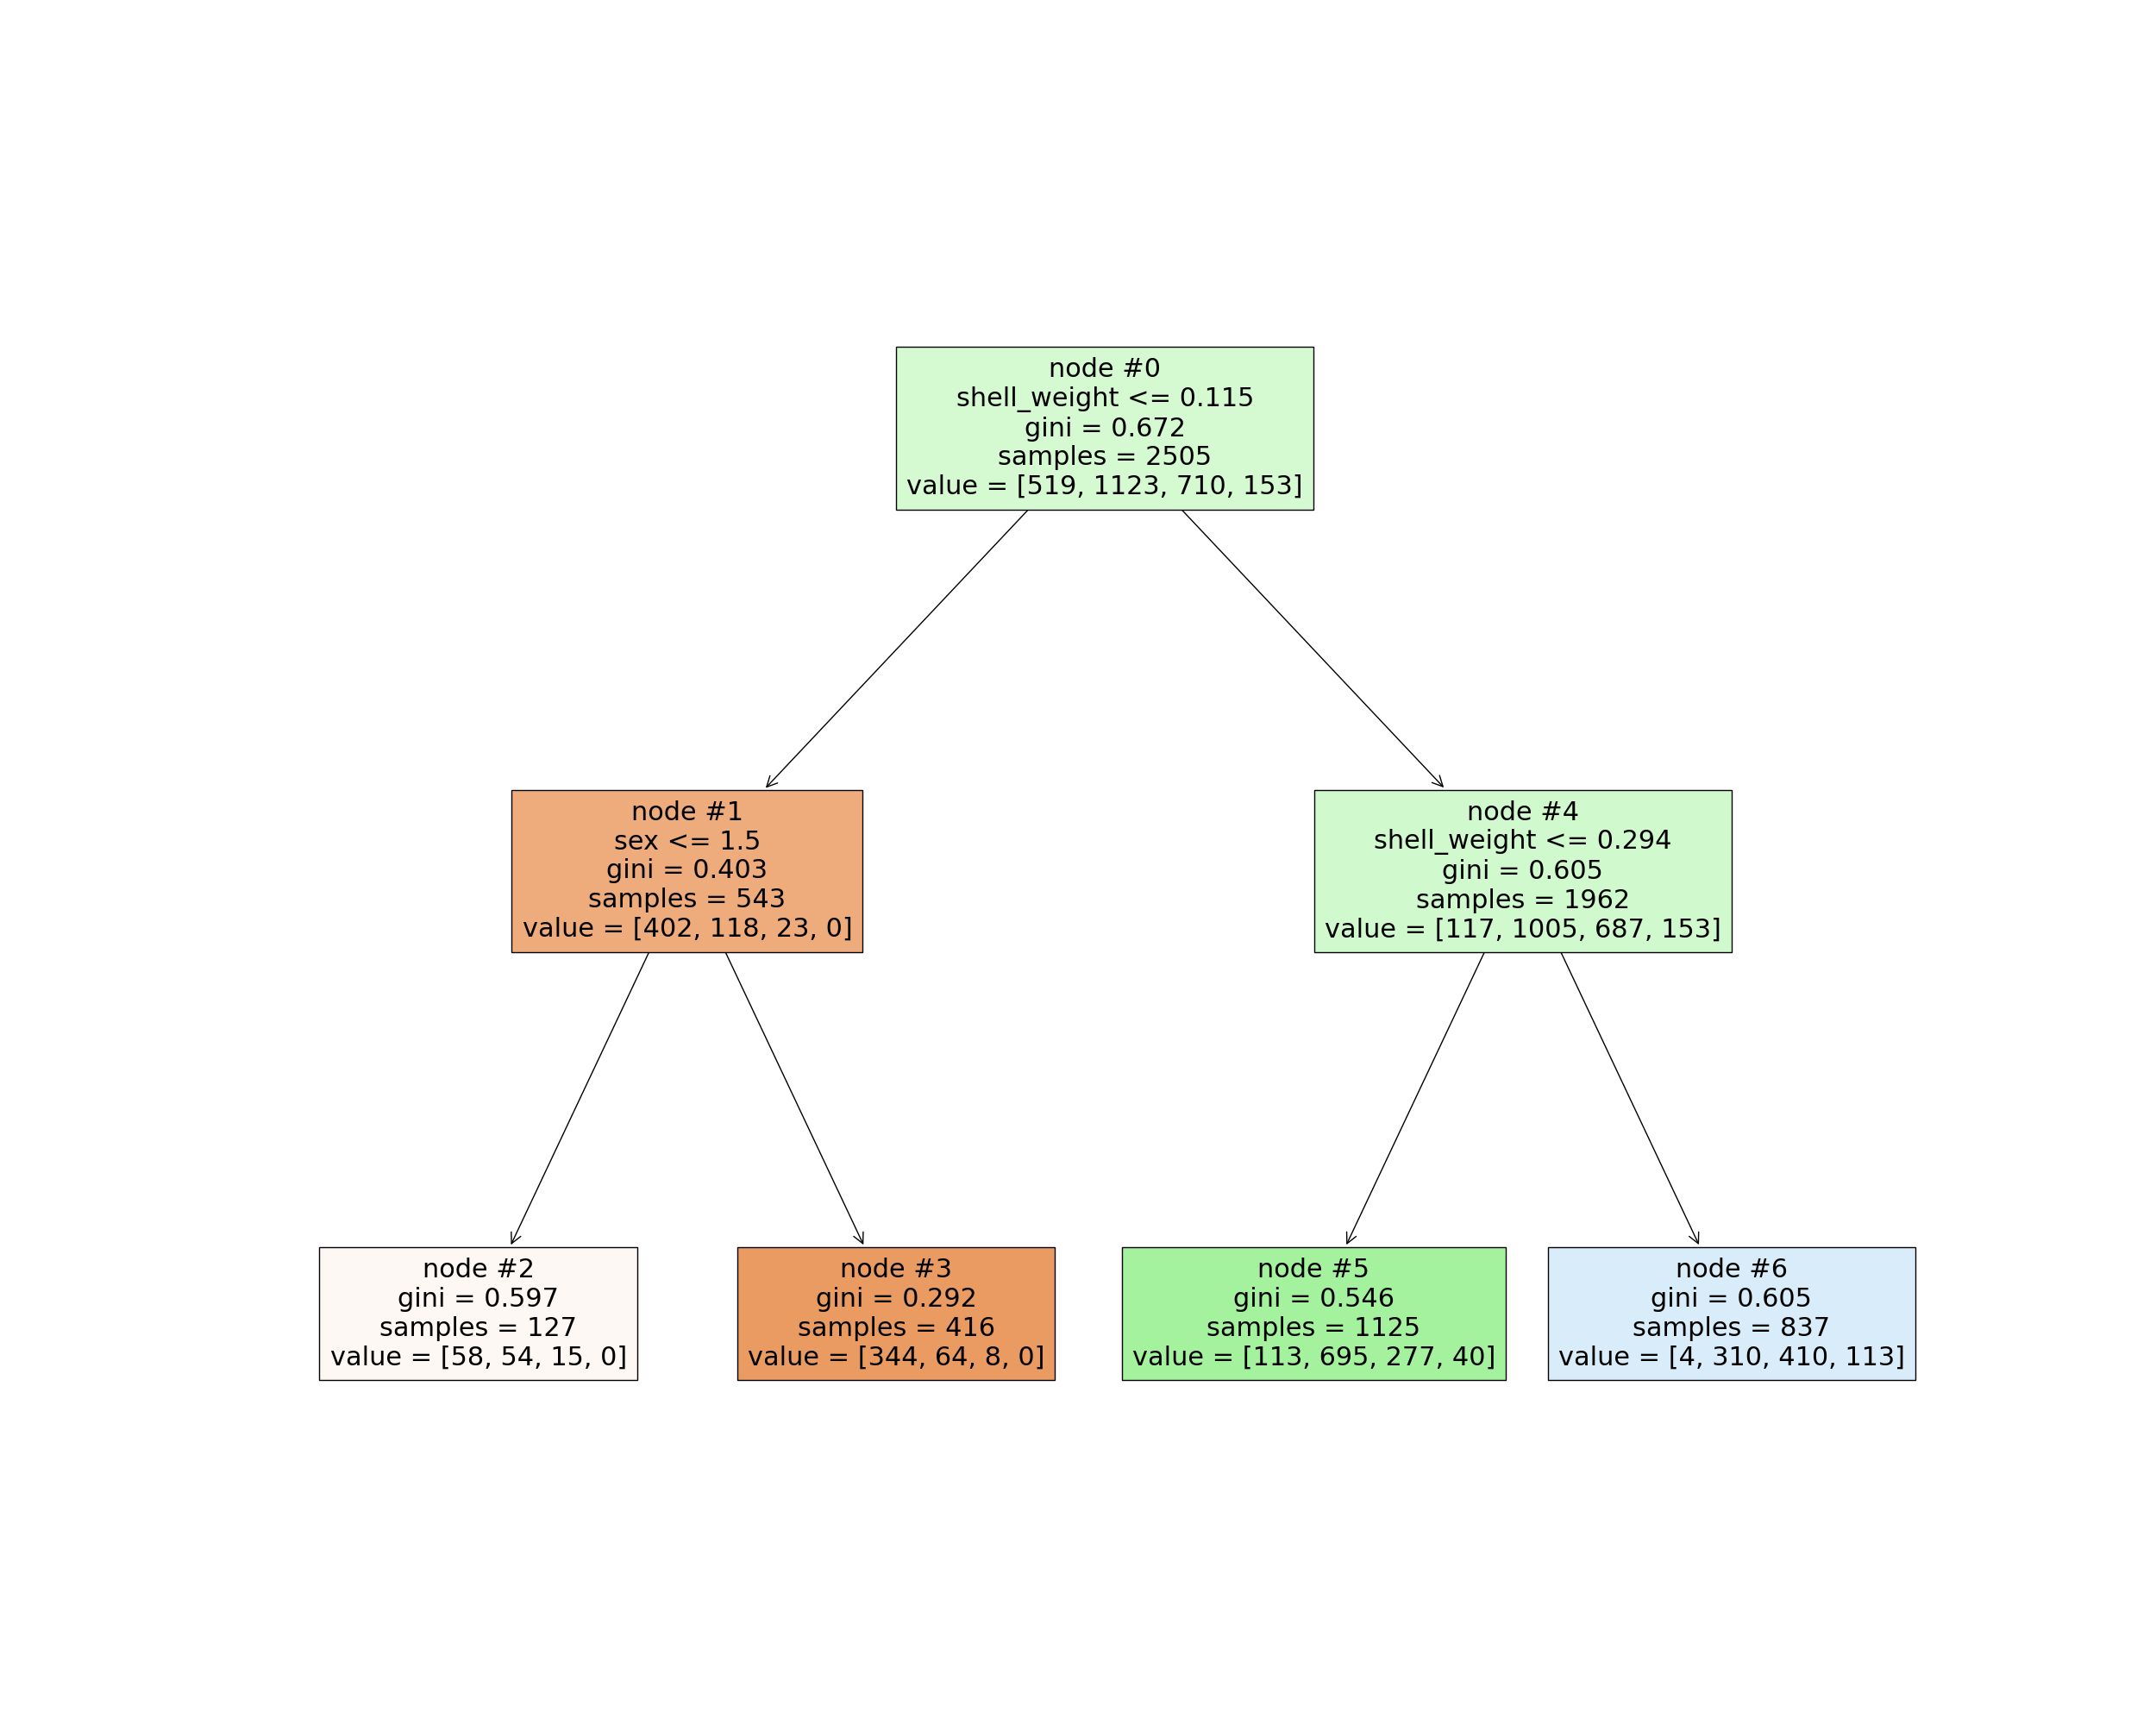 node #0
shell_weight <= 0.115
gini = 0.672
samples = 2505
value = [519, 1123, 710, 153]
node #1
sex <= 1.5
gini = 0.403
samples = 543
value = [402, 118, 23, 0]
node #4
shell_weight <= 0.294
gini = 0.605
samples = 1962
value = [117, 1005, 687, 153]
node #2
gini = 0.597
samples = 127
value = [58, 54, 15, 0]
node #3
gini = 0.292
samples = 416
value = [344, 64, 8, 0]
node #5
gini = 0.546
samples = 1125
value = [113, 695, 277, 40]
node #6
gini = 0.605
samples = 837
value = [4, 310, 410, 113]